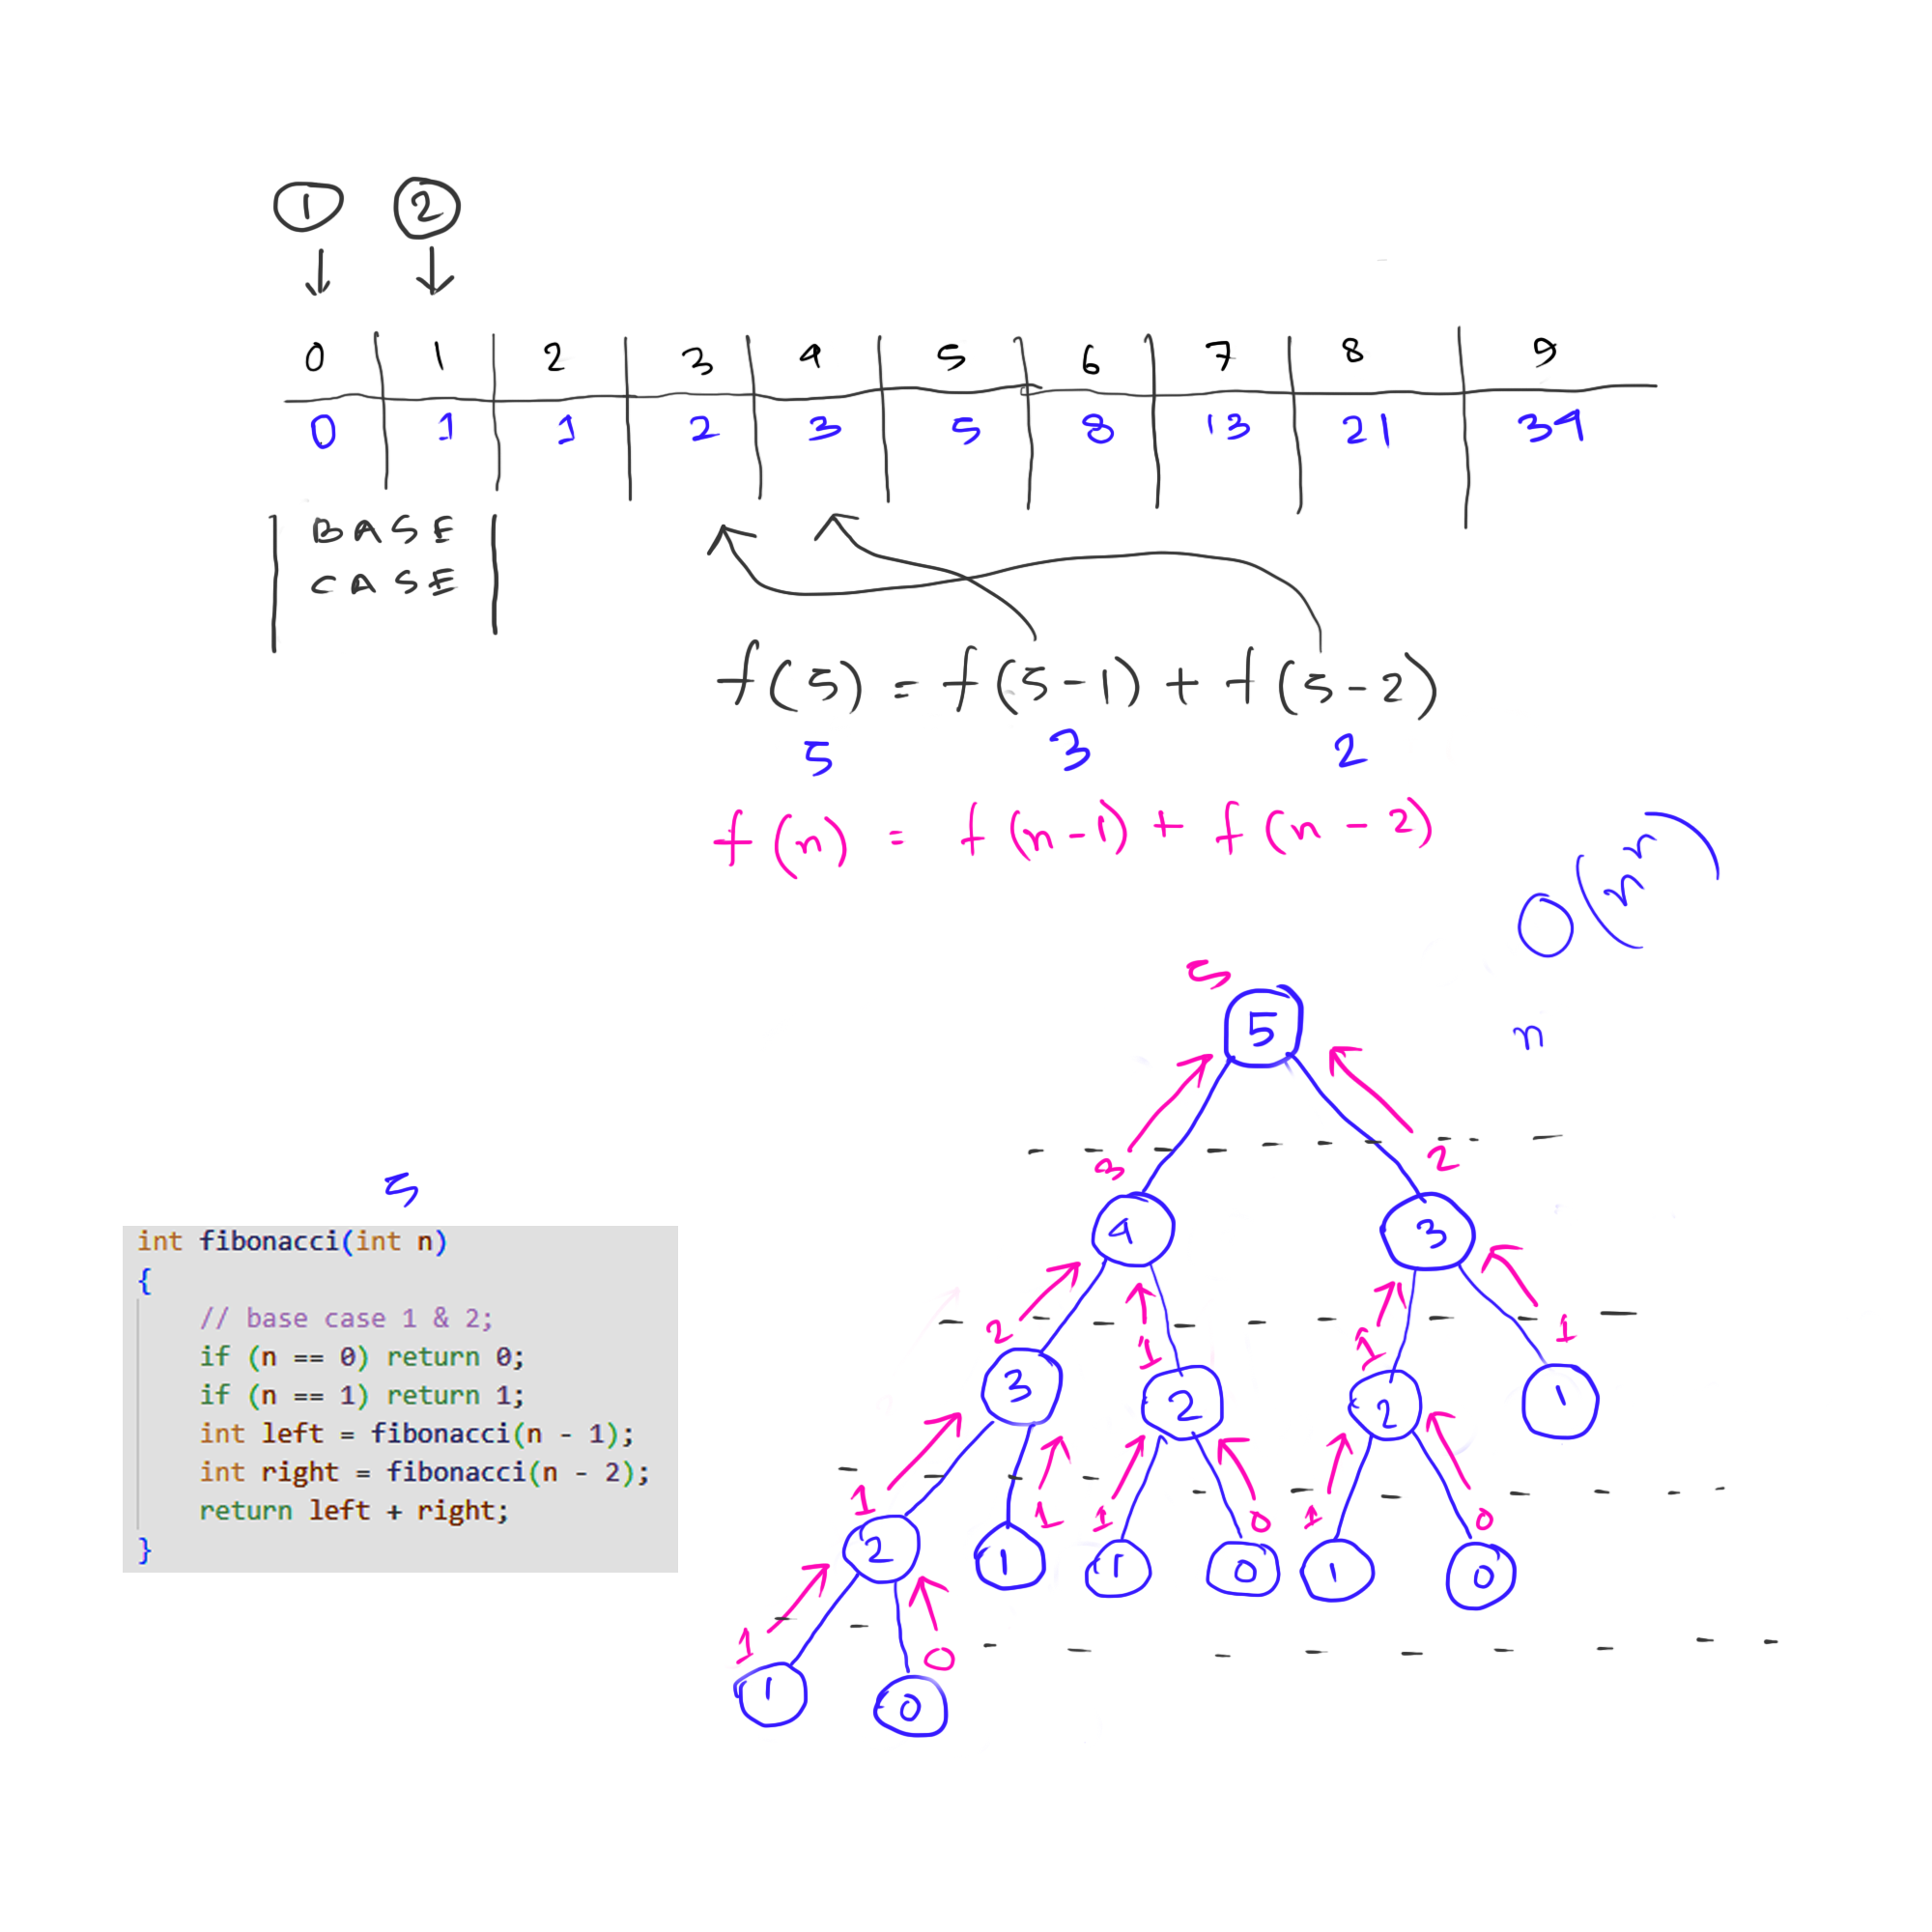 1 2
0 1 2 3 4 5 6 7 8 9
0 1 1 2 3 5 8 13 21 34
BASE
CASE
f(5) = f(5-1) + f(5-2)
5 3 2
f(n) = f(n-1) + f(n-2)
O(nⁿ)
n
5
5
3 2
4 3
2 1 1 1
3 2 2 1
1 1 1 0 1 0
2 1 1 0 1 0
1 0
1 0
5
int fibonacci(int n)
{
// base case 1 & 2;
if (n == 0) return 0;
if (n == 1) return 1;
int left = fibonacci(n - 1);
int right = fibonacci(n - 2);
return left + right;
}